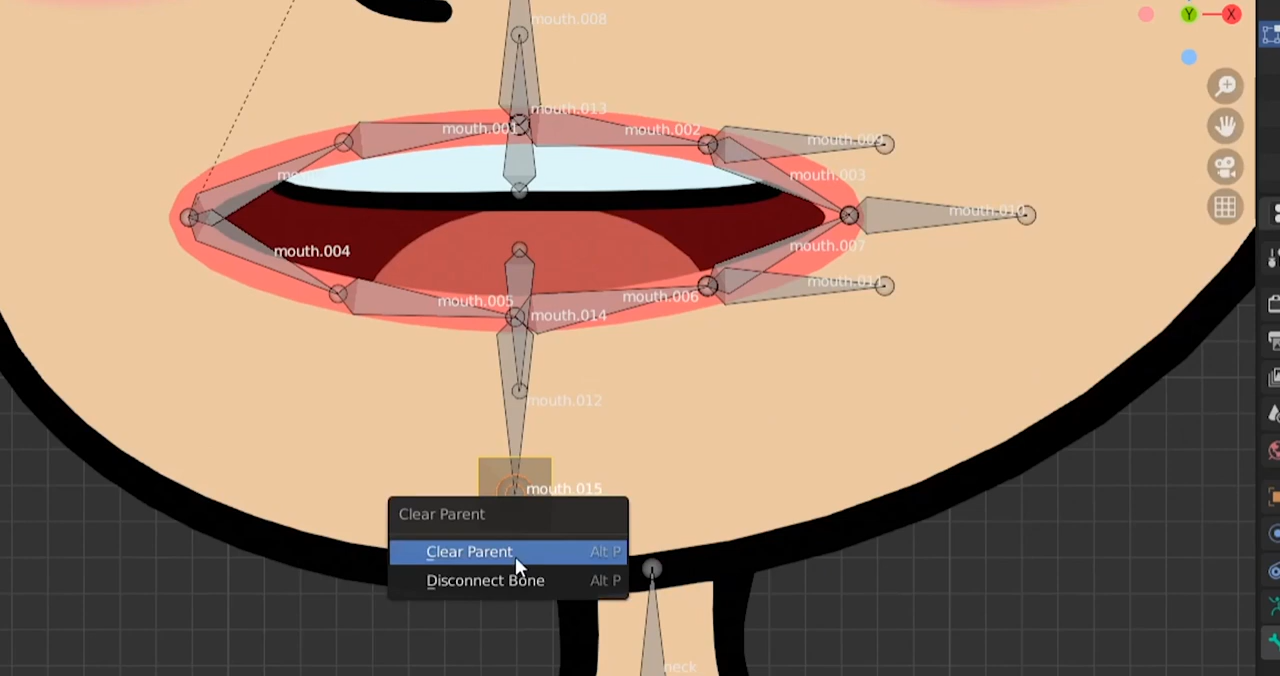 mouth.008
Y
X
mouth.013
mouth.001
mouth.002
mouth.009
mouth.003
mouth.010
mouth.004
mouth.007
mouth.011
mouth.005
mouth.006
mouth.014
mouth.012
mouth.015
Clear Parent
Clear Parent Alt P
Disconnect Bone Alt P
neck